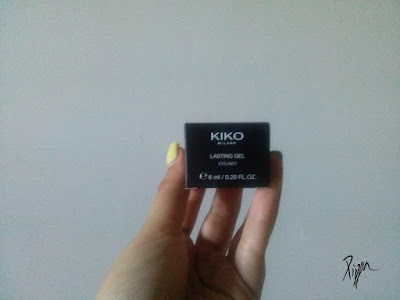 KIKO
MILANO
LASTING GEL
EYELINER
℮ 6 ml / 0.20 FL.OZ.